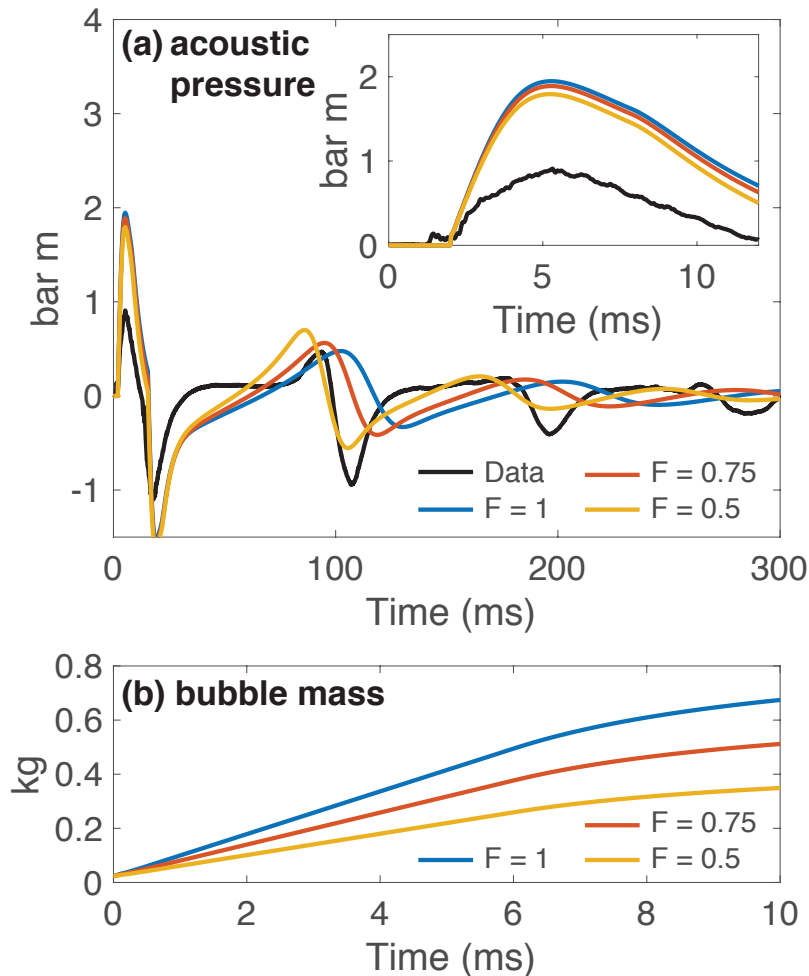 (a) acoustic
pressure
bar m
4
3
2
1
0
-1
0
100
200
300
Time (ms)
bar m
2
1
0
0
5
10
Time (ms)
Data
F = 0.75
F = 1
F = 0.5
(b) bubble mass
kg
0.8
0.6
0.4
0.2
0
0
2
4
6
8
10
Time (ms)
F = 0.75
F = 1
F = 0.5